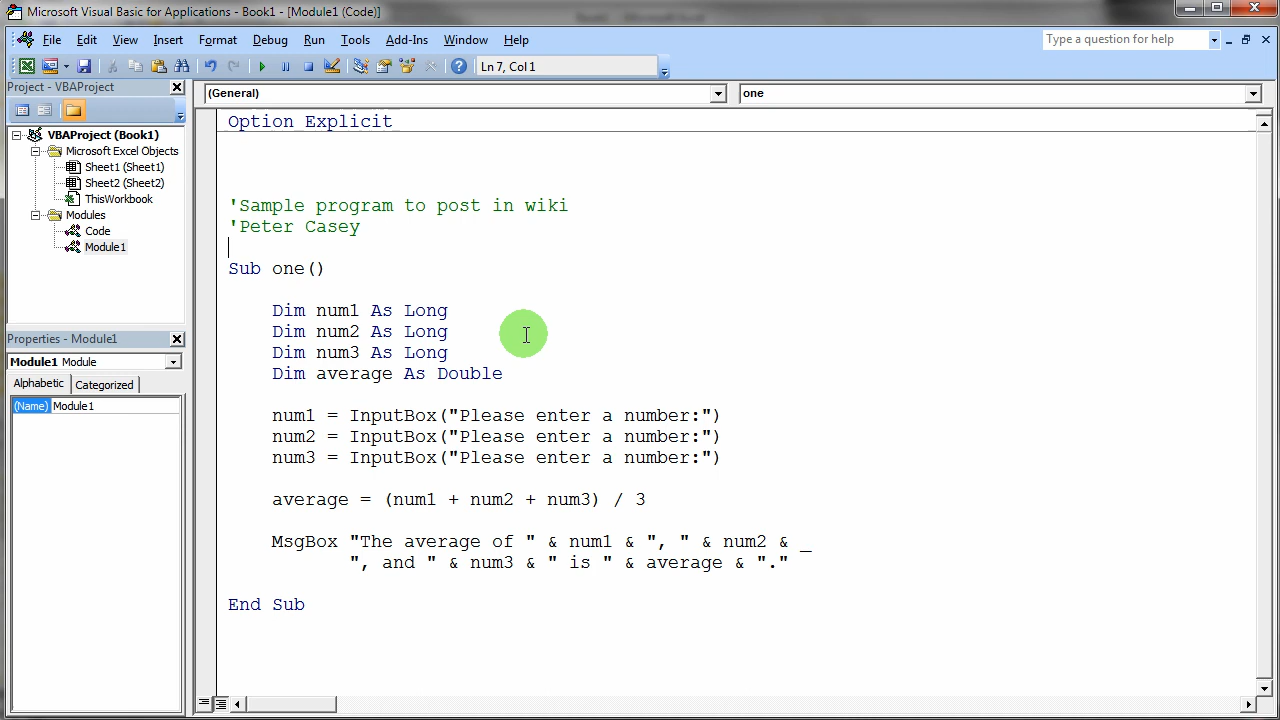 Microsoft Visual Basic for Applications - Book1 - [Module1 (Code)]
File Edit View Insert Format Debug Run Tools Add-Ins Window Help
Type a question for help
Ln 7, Col 1
Project - VBAProject
(General)
one
VBAProject (Book1)
Microsoft Excel Objects
Sheet1 (Sheet1)
Sheet2 (Sheet2)
ThisWorkbook
Modules
Code
Module1
Properties - Module1
Module1 Module
Alphabetic Categorized
(Name) Module1
Option Explicit
'Sample program to post in wiki
'Peter Casey
Sub one()
Dim num1 As Long
Dim num2 As Long
Dim num3 As Long
Dim average As Double
num1 = InputBox("Please enter a number:")
num2 = InputBox("Please enter a number:")
num3 = InputBox("Please enter a number:")
average = (num1 + num2 + num3) / 3
MsgBox "The average of " & num1 & ", " & num2 & _
", and " & num3 & " is " & average & "."
End Sub